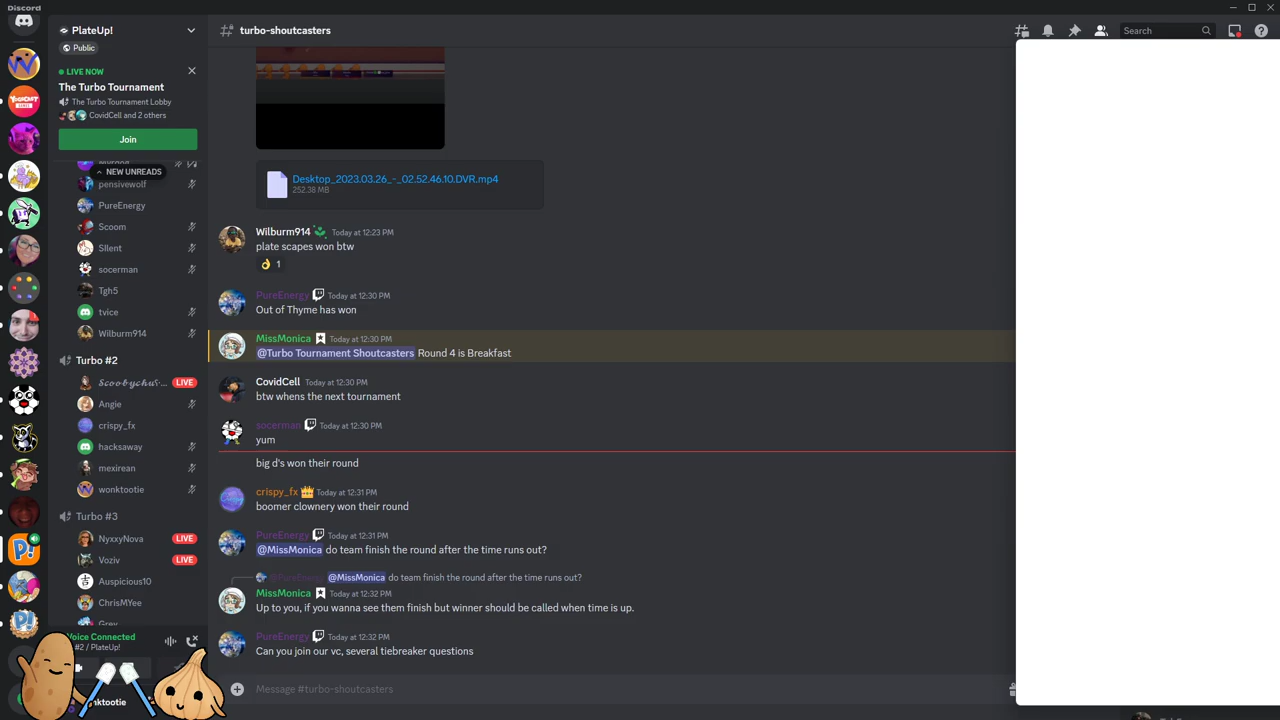 Discord
PlateUp!
Public
LIVE NOW
The Turbo Tournament
The Turbo Tournament Lobby
CovidCell and 2 others
Join
NEW UNREADS
pensivewolf
PureEnergy
Scoom
Sllent
socerman
Tgh5
tvice
Wilburm914
Turbo #2
LIVE
Angie
crispy_fx
hacksaway
mexirean
wonktootie
Turbo #3
NyxxyNova LIVE
Voziv LIVE
Auspicious10
ChrisMYee
Grey
Voice Connected
#2 / PlateUp!
nktootie
turbo-shoutcasters
Search
Desktop_2023.03.26_-_02.52.46.10.DVR.mp4
252.38 MB
Wilburm914 Today at 12:23 PM
plate scapes won btw
1
PureEnergy Today at 12:30 PM
Out of Thyme has won
MissMonica Today at 12:30 PM
@Turbo Tournament Shoutcasters Round 4 is Breakfast
CovidCell Today at 12:30 PM
btw whens the next tournament
socerman Today at 12:30 PM
yum
big d's won their round
crispy_fx Today at 12:31 PM
boomer clownery won their round
PureEnergy Today at 12:31 PM
@MissMonica do team finish the round after the time runs out?
@PureEnergy @MissMonica do team finish the round after the time runs out?
MissMonica Today at 12:32 PM
Up to you, if you wanna see them finish but winner should be called when time is up.
PureEnergy Today at 12:32 PM
Can you join our vc, several tiebreaker questions
Message #turbo-shoutcasters